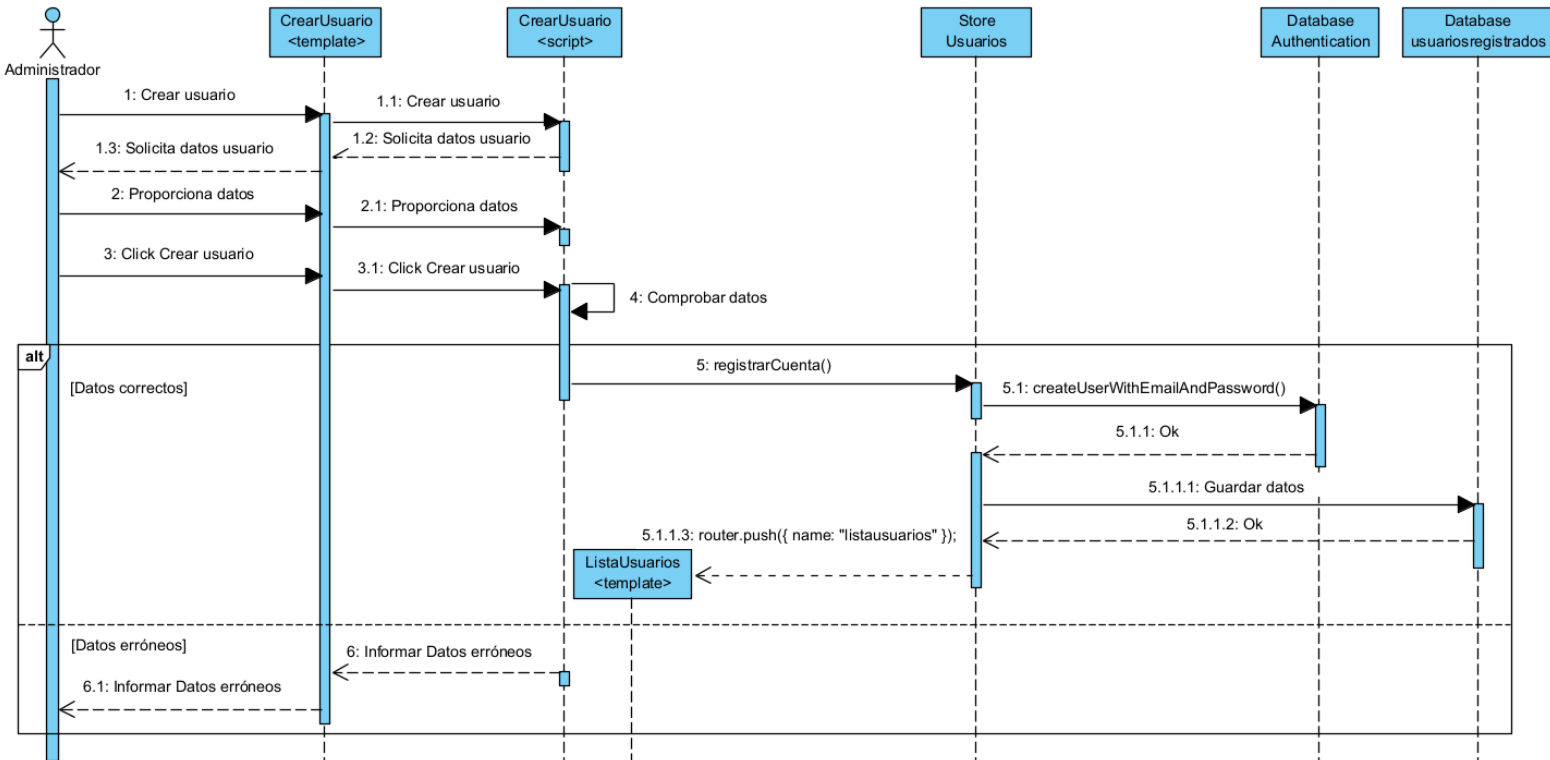 CrearUsuario
<template>
CrearUsuario
<script>
Store
Usuarios
Database
Authentication
Database
usuariosregistrados
Administrador
1: Crear usuario
1.1: Crear usuario
1.2: Solicita datos usuario
1.3: Solicita datos usuario
2: Proporciona datos
2.1: Proporciona datos
3: Click Crear usuario
3.1: Click Crear usuario
4: Comprobar datos
alt
[Datos correctos]
5: registrarCuenta()
5.1: createUserWithEmailAndPassword()
5.1.1: Ok
5.1.1.1: Guardar datos
5.1.1.2: Ok
5.1.1.3: router.push({ name: "listausuarios" });
ListaUsuarios
<template>
[Datos erróneos]
6: Informar Datos erróneos
6.1: Informar Datos erróneos